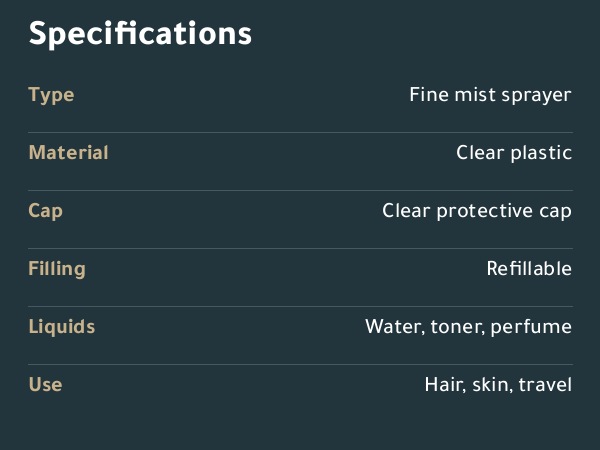 Specifications
Type Fine mist sprayer
Material Clear plastic
Cap Clear protective cap
Filling Refillable
Liquids Water, toner, perfume
Use Hair, skin, travel